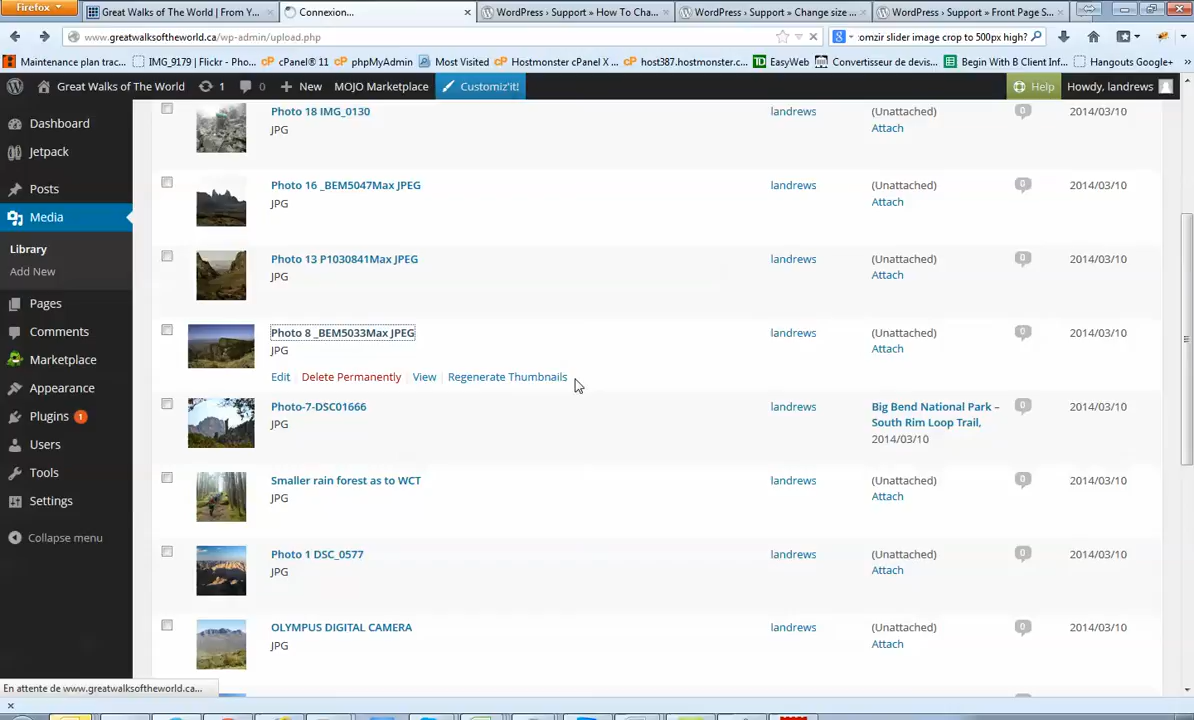 Firefox
Great Walks of The World | From Y...
Connexion...
WordPress › Support » How To Cha...
WordPress › Support » Change size ...
WordPress › Support » Front Page S...
www.greatwalksoftheworld.ca/wp-admin/upload.php
omzir slider image crop to 500px high?
Maintenance plan trac...
IMG_9179 | Flickr - Pho...
cPanel® 11
phpMyAdmin
Most Visited
Hostmonster cPanel X ...
host387.hostmonster.c...
EasyWeb
Convertisseur de devis...
Begin With B Client Inf...
Hangouts Google+
Great Walks of The World
1
0
New
MOJO Marketplace
Customiz'it!
Help
Howdy, landrews
Dashboard
Jetpack
Posts
Media
Library
Add New
Pages
Comments
Marketplace
Appearance
Plugins 1
Users
Tools
Settings
Collapse menu
Photo 18 IMG_0130
JPG
landrews
(Unattached)
Attach
0
2014/03/10
Photo 16 _BEM5047Max JPEG
JPG
landrews
(Unattached)
Attach
0
2014/03/10
Photo 13 P1030841Max JPEG
JPG
landrews
(Unattached)
Attach
0
2014/03/10
Photo 8 _BEM5033Max JPEG
JPG
Edit | Delete Permanently | View | Regenerate Thumbnails
landrews
(Unattached)
Attach
0
2014/03/10
Photo-7-DSC01666
JPG
landrews
Big Bend National Park –
South Rim Loop Trail,
2014/03/10
0
2014/03/10
Smaller rain forest as to WCT
JPG
landrews
(Unattached)
Attach
0
2014/03/10
Photo 1 DSC_0577
JPG
landrews
(Unattached)
Attach
0
2014/03/10
OLYMPUS DIGITAL CAMERA
JPG
landrews
(Unattached)
Attach
0
2014/03/10
En attente de www.greatwalksoftheworld.ca...